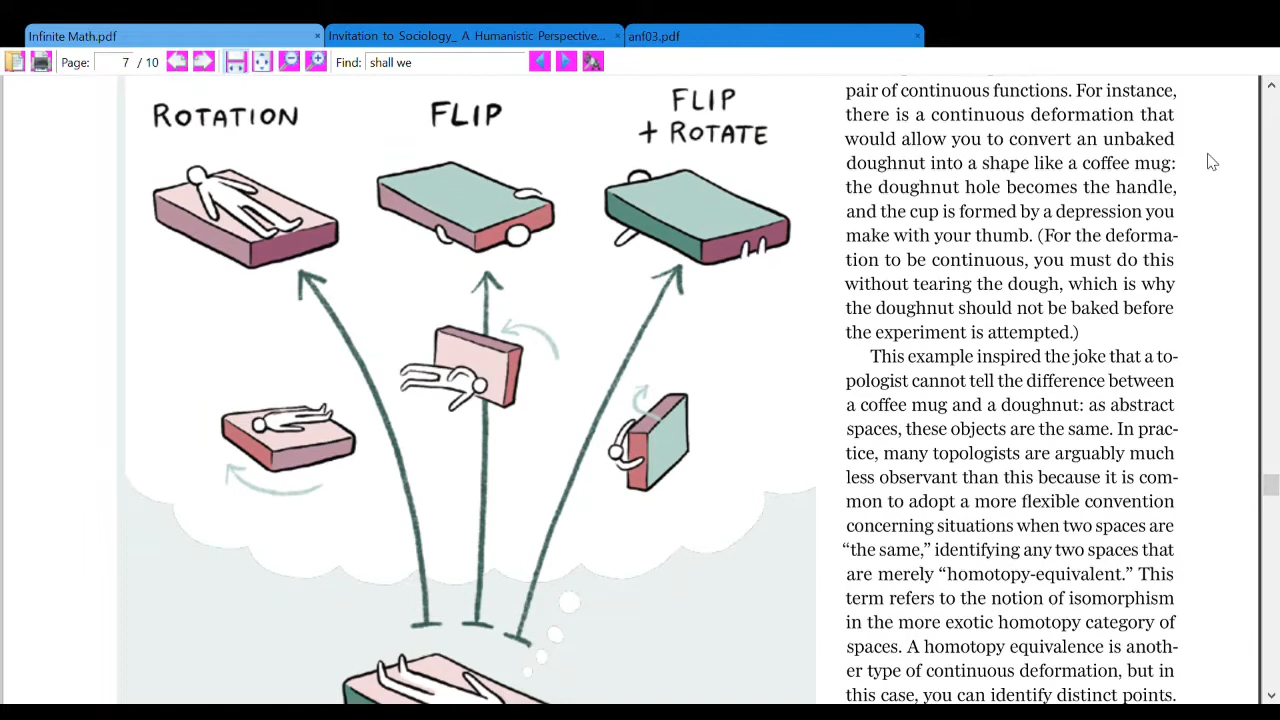 Infinite Math.pdf
Invitation to Sociology_ A Humanistic Perspective...
anf03.pdf
Page: 7 / 10
Find: shall we
ROTATION
FLIP
FLIP
+ ROTATE
pair of continuous functions. For instance,
there is a continuous deformation that
would allow you to convert an unbaked
doughnut into a shape like a coffee mug:
the doughnut hole becomes the handle,
and the cup is formed by a depression you
make with your thumb. (For the deforma-
tion to be continuous, you must do this
without tearing the dough, which is why
the doughnut should not be baked before
the experiment is attempted.)
This example inspired the joke that a to-
pologist cannot tell the difference between
a coffee mug and a doughnut: as abstract
spaces, these objects are the same. In prac-
tice, many topologists are arguably much
less observant than this because it is com-
mon to adopt a more flexible convention
concerning situations when two spaces are
“the same,” identifying any two spaces that
are merely “homotopy-equivalent.” This
term refers to the notion of isomorphism
in the more exotic homotopy category of
spaces. A homotopy equivalence is anoth-
er type of continuous deformation, but in
this case, you can identify distinct points.